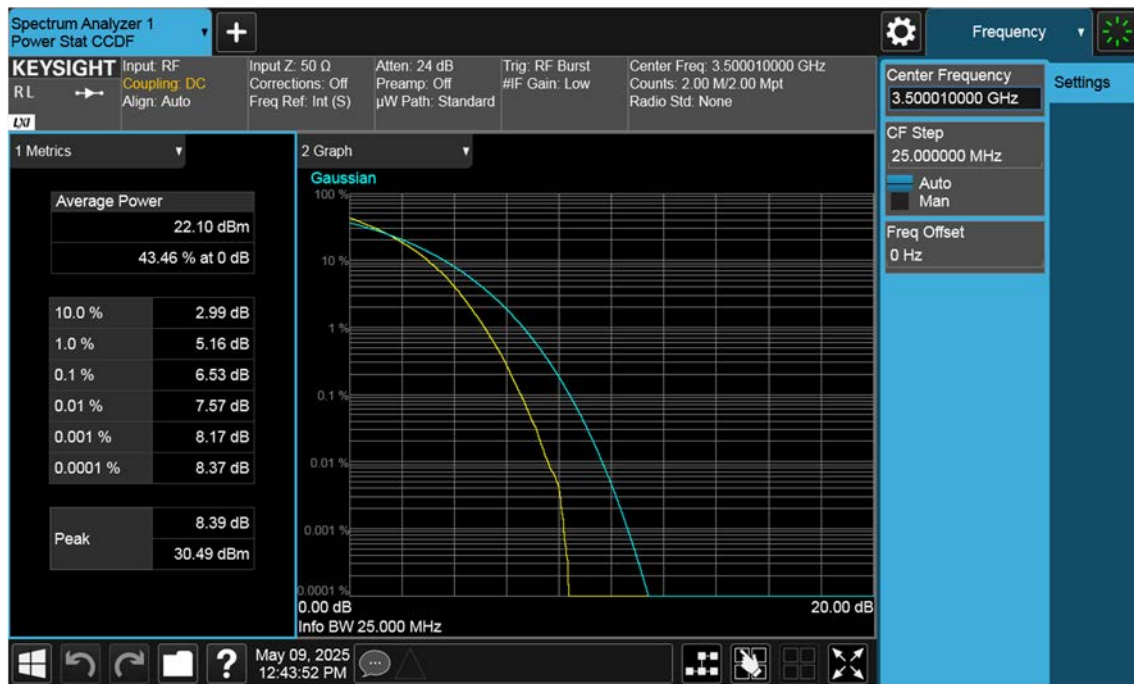 Spectrum Analyzer 1
Power Stat CCDF
Frequency
KEYSIGHT
R L
LXI
Input: RF
Coupling: DC
Align: Auto
Input Z: 50 Ω
Corrections: Off
Freq Ref: Int (S)
Atten: 24 dB
Preamp: Off
µW Path: Standard
Trig: RF Burst
#IF Gain: Low
Center Freq: 3.500010000 GHz
Counts: 2.00 M/2.00 Mpt
Radio Std: None
Center Frequency
3.500010000 GHz
Settings
CF Step
25.000000 MHz
Auto
Man
Freq Offset
0 Hz
1 Metrics
Average Power
22.10 dBm
43.46 % at 0 dB
10.0 % 2.99 dB
1.0 % 5.16 dB
0.1 % 6.53 dB
0.01 % 7.57 dB
0.001 % 8.17 dB
0.0001 % 8.37 dB
Peak
8.39 dB
30.49 dBm
2 Graph
Gaussian
100 %
10 %
1 %
0.1 %
0.01 %
0.001 %
0.0001 %
0.00 dB 20.00 dB
Info BW 25.000 MHz
?
May 09, 2025
12:43:52 PM